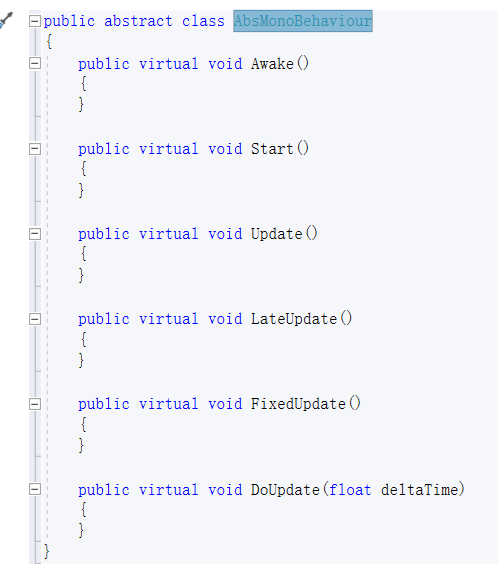 public abstract class AbsMonoBehaviour
{
public virtual void Awake()
{
}
public virtual void Start()
{
}
public virtual void Update()
{
}
public virtual void LateUpdate()
{
}
public virtual void FixedUpdate()
{
}
public virtual void DoUpdate(float deltaTime)
{
}
}